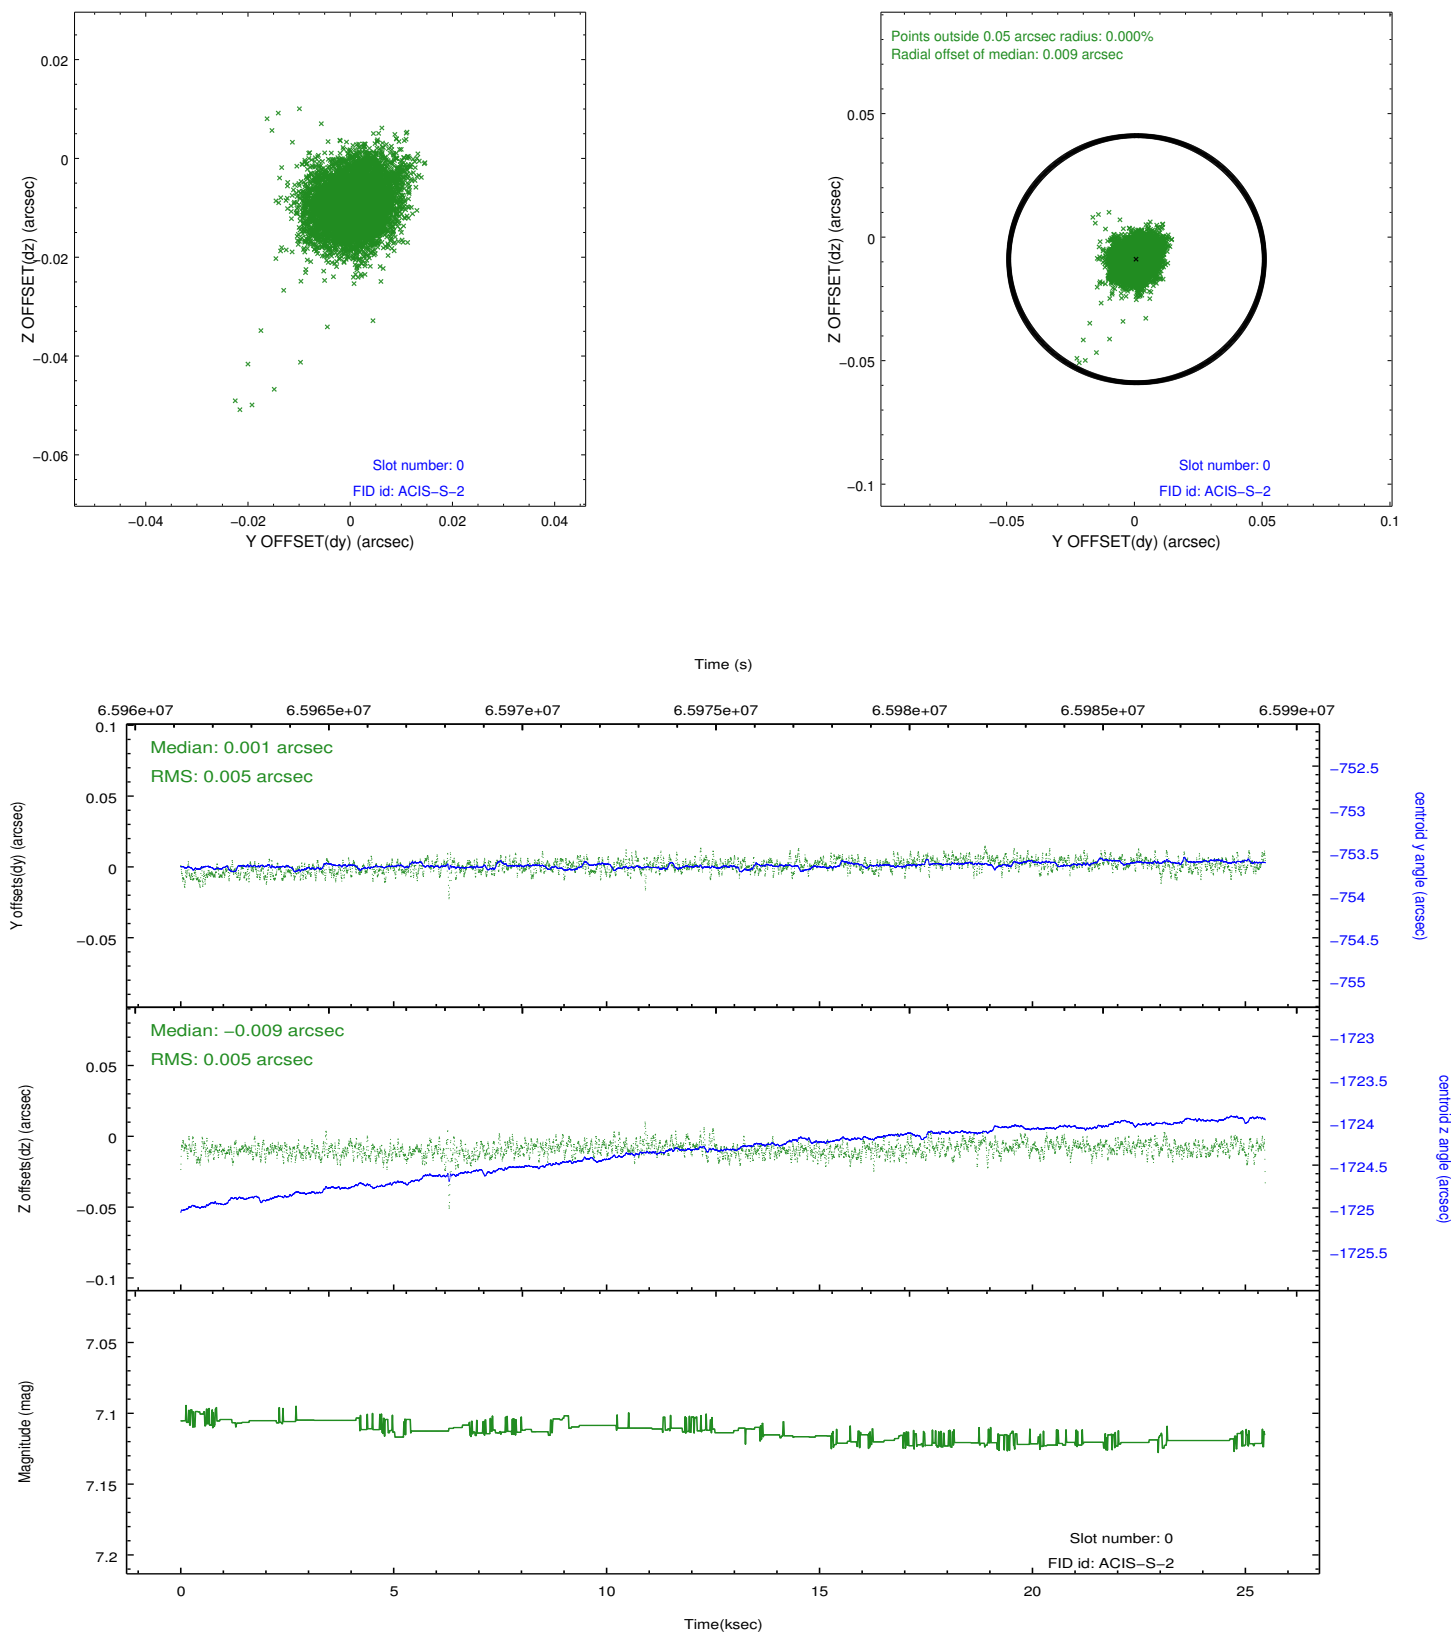 0.02
0
−0.02
−0.04
−0.06
Z OFFSET(dz) (arcsec)
Slot number: 0
FID id: ACIS−S−2
−0.04 −0.02 0 0.02 0.04
Y OFFSET(dy) (arcsec)
Points outside 0.05 arcsec radius: 0.000%
Radial offset of median: 0.009 arcsec
0.05
0
−0.05
−0.1
Z OFFSET(dz) (arcsec)
Slot number: 0
FID id: ACIS−S−2
−0.05 0 0.05 0.1
Y OFFSET(dy) (arcsec)
Time (s)
6.596e+07 6.5965e+07 6.597e+07 6.5975e+07 6.598e+07 6.5985e+07 6.599e+07
Median: 0.001 arcsec
RMS: 0.005 arcsec
0.1
0.05
0
−0.05
Y offsets(dy) (arcsec)
−752.5
−753
−753.5
−754
−754.5
−755
centroid y angle (arcsec)
Median: −0.009 arcsec
RMS: 0.005 arcsec
0.05
0
−0.05
−0.1
Z offsets(dz) (arcsec)
−1723
−1723.5
−1724
−1724.5
−1725
−1725.5
centroid z angle (arcsec)
7.05
7.1
7.15
7.2
Magnitude (mag)
Slot number: 0
FID id: ACIS−S−2
0 5 10 15 20 25
Time(ksec)